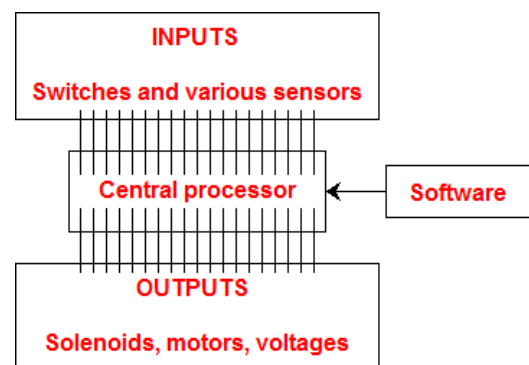 INPUTS
Switches and various sensors
Central processor
Software
OUTPUTS
Solenoids, motors, voltages